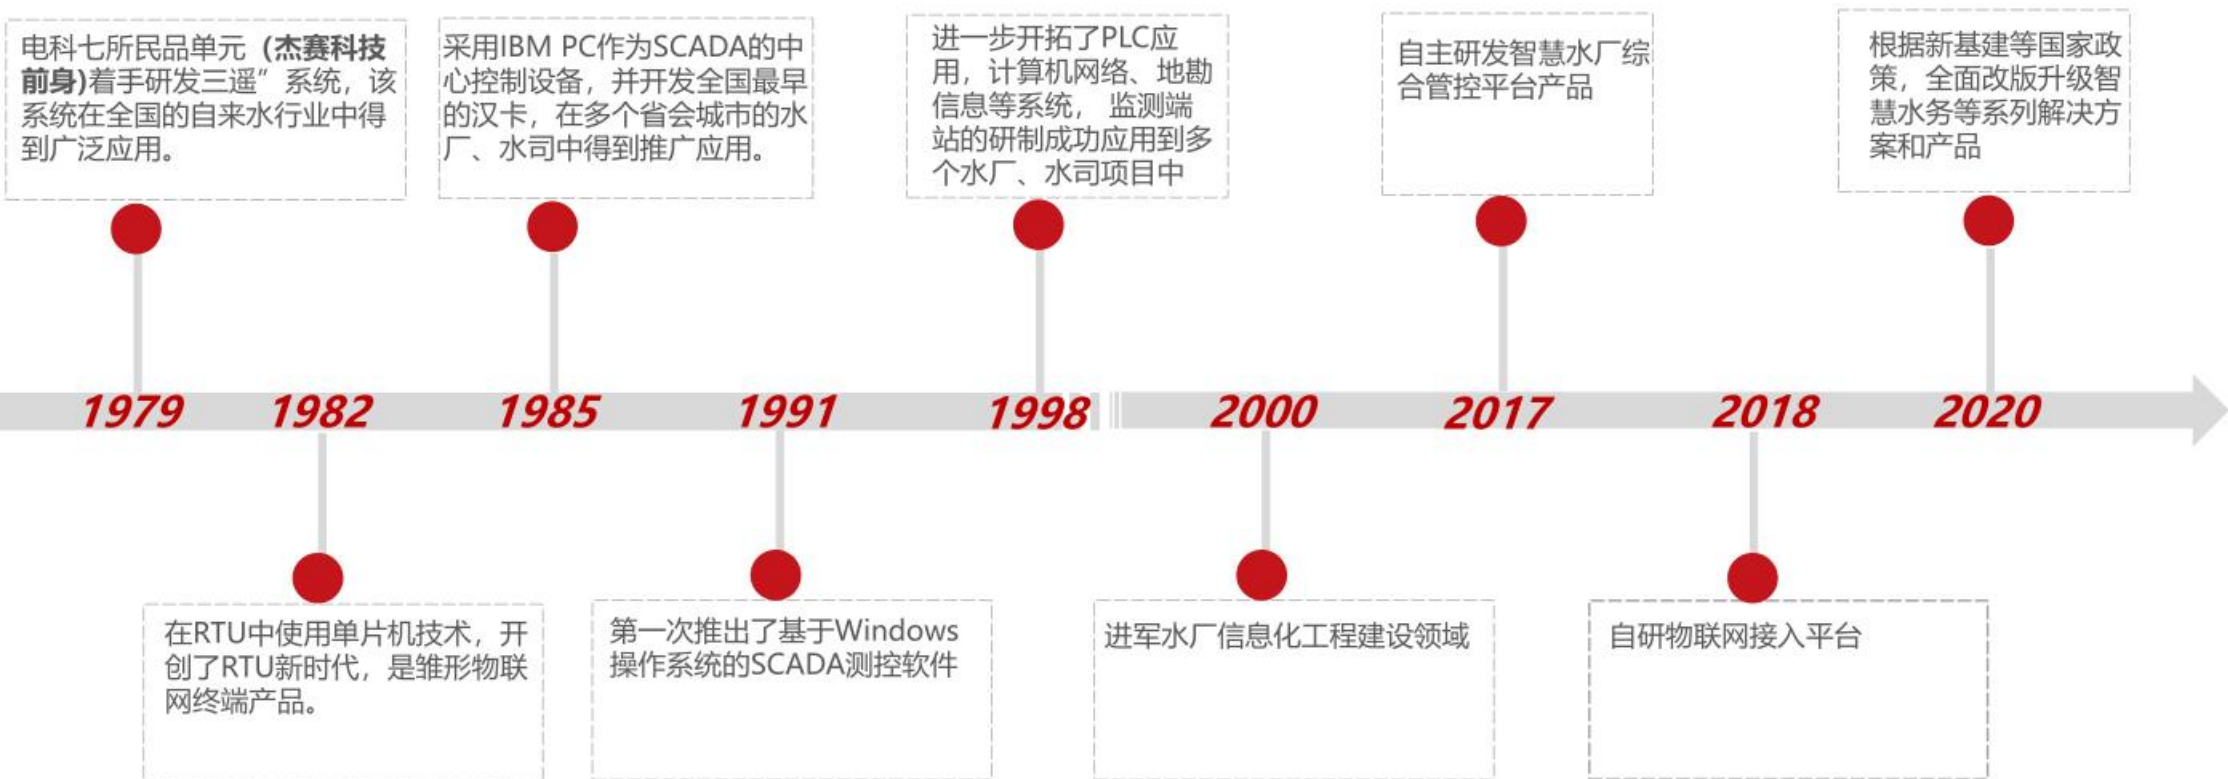 电科七所民品单元（杰赛科技
前身)着手研发三遥”系统，该
系统在全国的自来水行业中得
到广泛应用。
采用IBM PC作为SCADA的中
心控制设备，并开发全国最早
的汉卡，在多个省会城市的水
厂、水司中得到推广应用。
进一步开拓了PLC应
用，计算机网络、地勘
信息等系统， 监测端
站的研制成功应用到多
个水厂、水司项目中
自主研发智慧水厂综
合管控平台产品
根据新基建等国家政
策，全面改版升级智
慧水务等系列解决方
案和产品
1979 1982 1985 1991 1998 2000 2017 2018 2020
在RTU中使用单片机技术，开
创了RTU新时代，是雏形物联
网终端产品。
第一次推出了基于Windows
操作系统的SCADA测控软件
进军水厂信息化工程建设领域
自研物联网接入平台